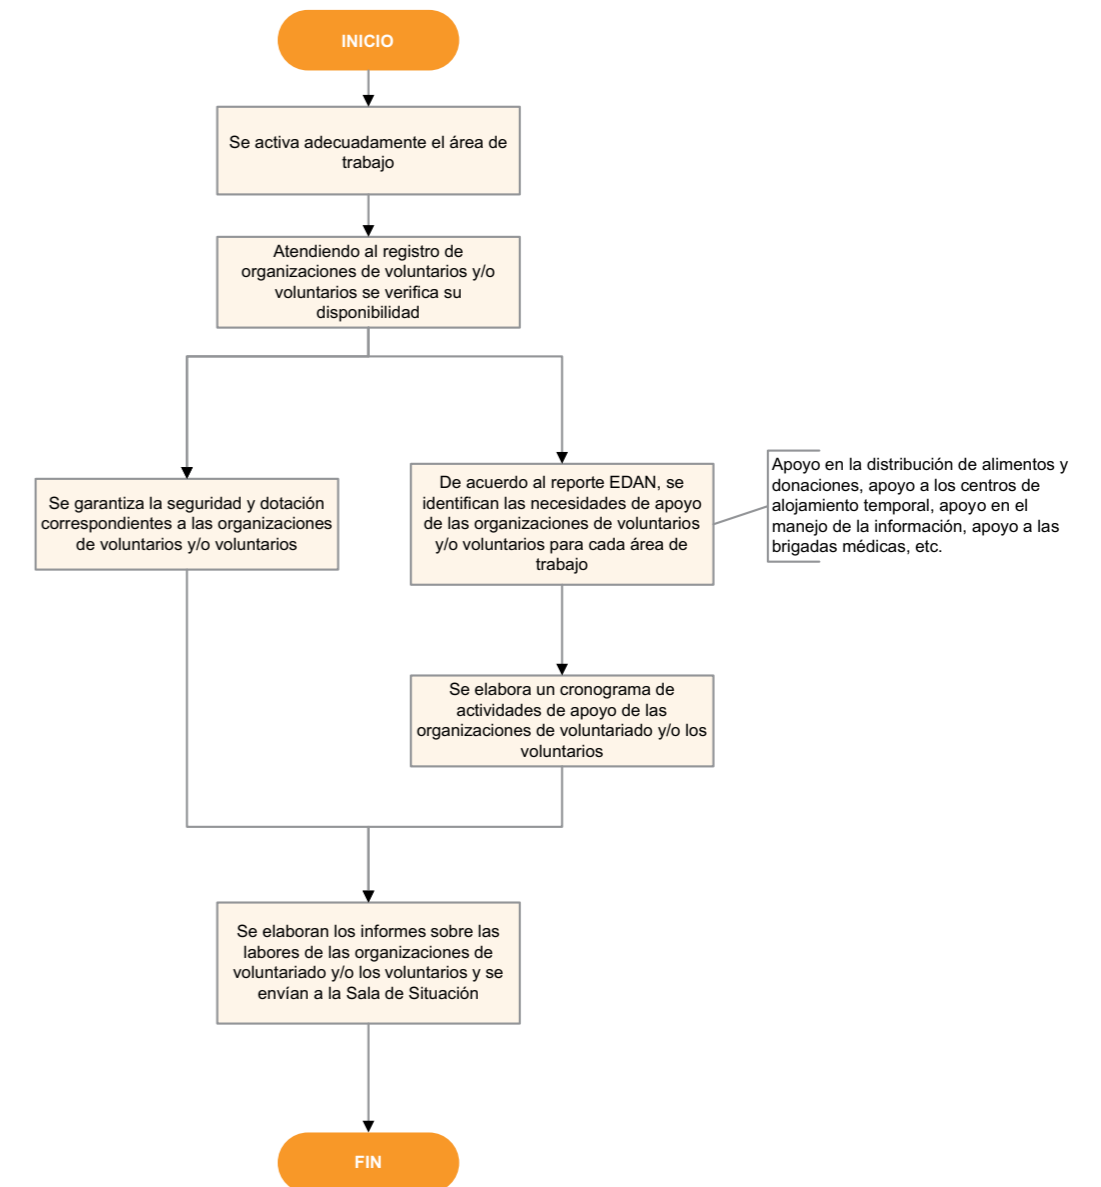 INICIO
Se activa adecuadamente el área de
trabajo
Atendiendo al registro de
organizaciones de voluntarios y/o
voluntarios se verifica su
disponibilidad
Se garantiza la seguridad y dotación
correspondientes a las organizaciones
de voluntarios y/o voluntarios
De acuerdo al reporte EDAN, se
identifican las necesidades de apoyo
de las organizaciones de voluntarios
y/o voluntarios para cada área de
trabajo
Apoyo en la distribución de alimentos y
donaciones, apoyo a los centros de
alojamiento temporal, apoyo en el
manejo de la información, apoyo a las
brigadas médicas, etc.
Se elabora un cronograma de
actividades de apoyo de las
organizaciones de voluntariado y/o los
voluntarios
Se elaboran los informes sobre las
labores de las organizaciones de
voluntariado y/o los voluntarios y se
envían a la Sala de Situación
FIN